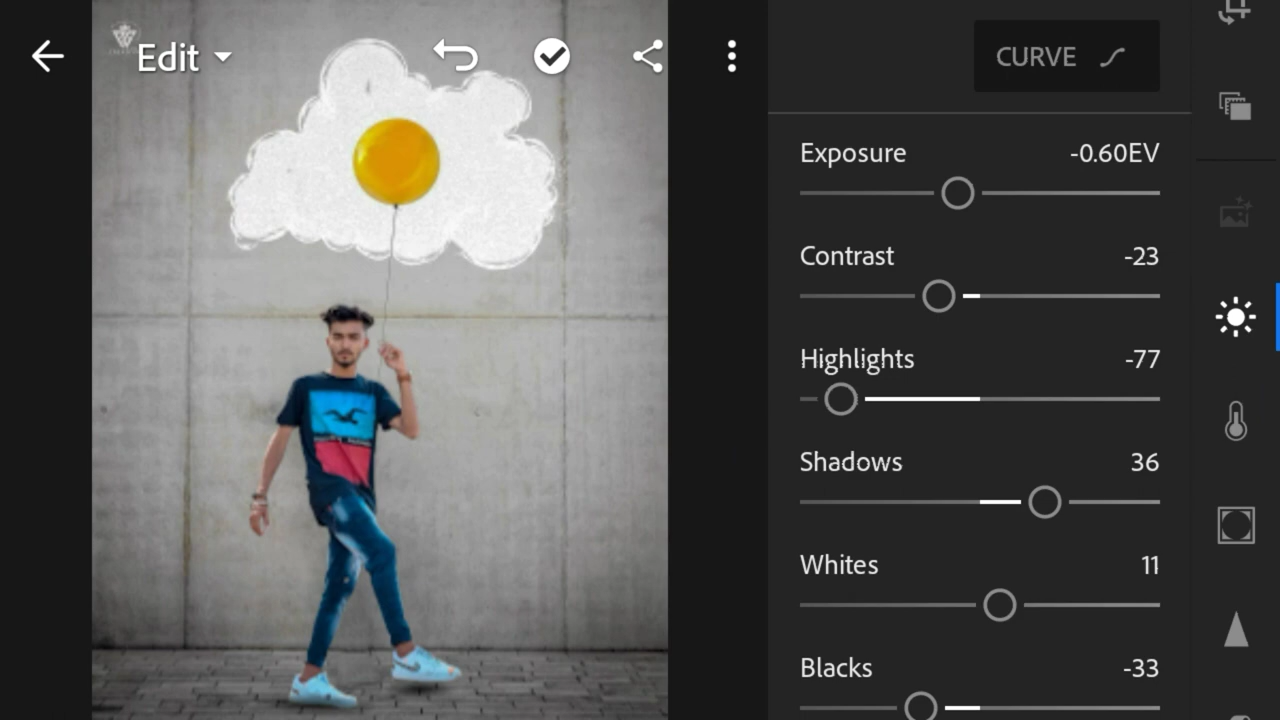 Edit
CURVE
Exposure -0.60EV
Contrast -23
Highlights -77
Shadows 36
Whites 11
Blacks -33